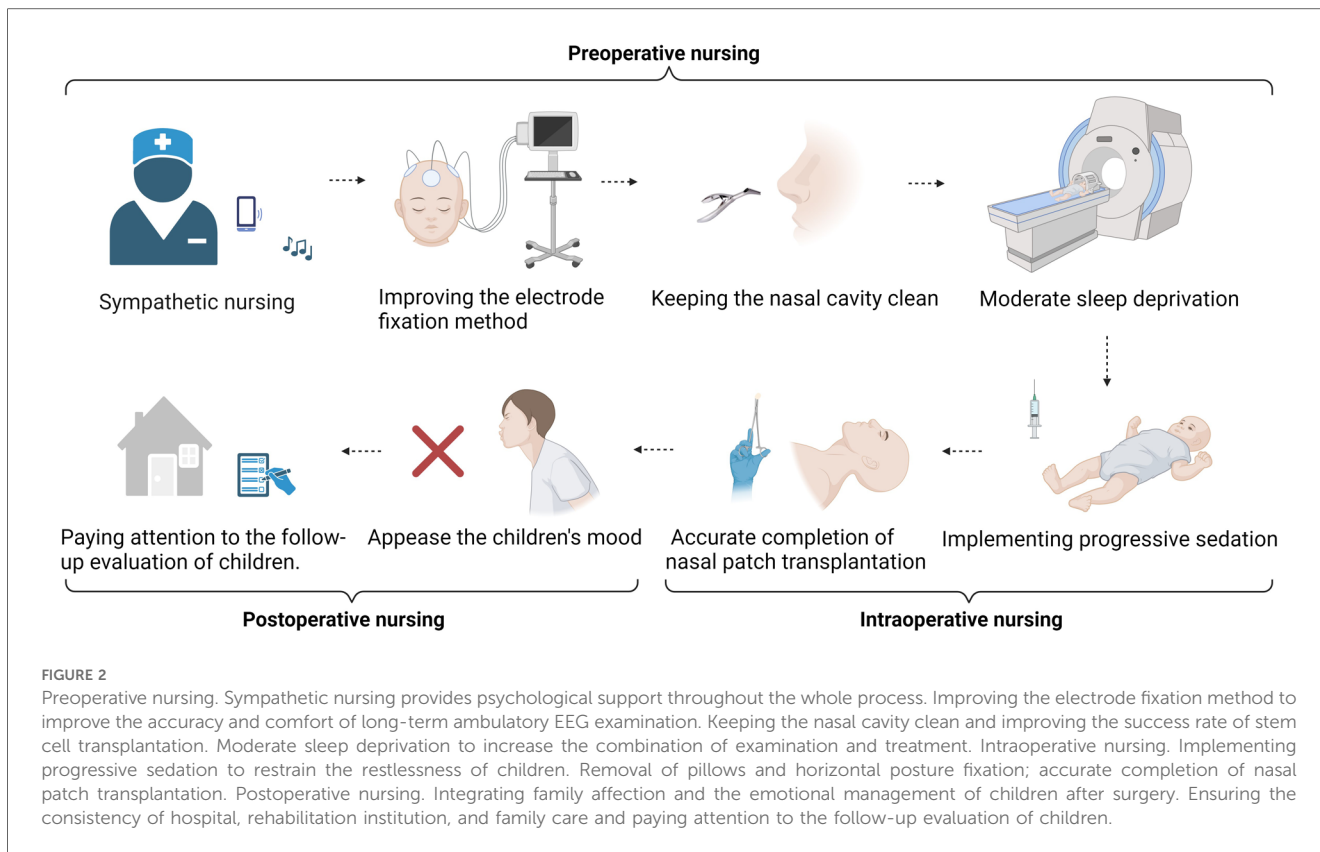 Preoperative nursing
Sympathetic nursing
Improving the electrode
fixation method
Keeping the nasal cavity clean
Moderate sleep deprivation
Paying attention to the follow-
up evaluation of children.
Appease the children's mood
Accurate completion of
nasal patch transplantation
Implementing progressive sedation
Postoperative nursing
Intraoperative nursing
FIGURE 2
Preoperative nursing. Sympathetic nursing provides psychological support throughout the whole process. Improving the electrode fixation method to
improve the accuracy and comfort of long-term ambulatory EEG examination. Keeping the nasal cavity clean and improving the success rate of stem
cell transplantation. Moderate sleep deprivation to increase the combination of examination and treatment. Intraoperative nursing. Implementing
progressive sedation to restrain the restlessness of children. Removal of pillows and horizontal posture fixation; accurate completion of nasal
patch transplantation. Postoperative nursing. Integrating family affection and the emotional management of children after surgery. Ensuring the
consistency of hospital, rehabilitation institution, and family care and paying attention to the follow-up evaluation of children.